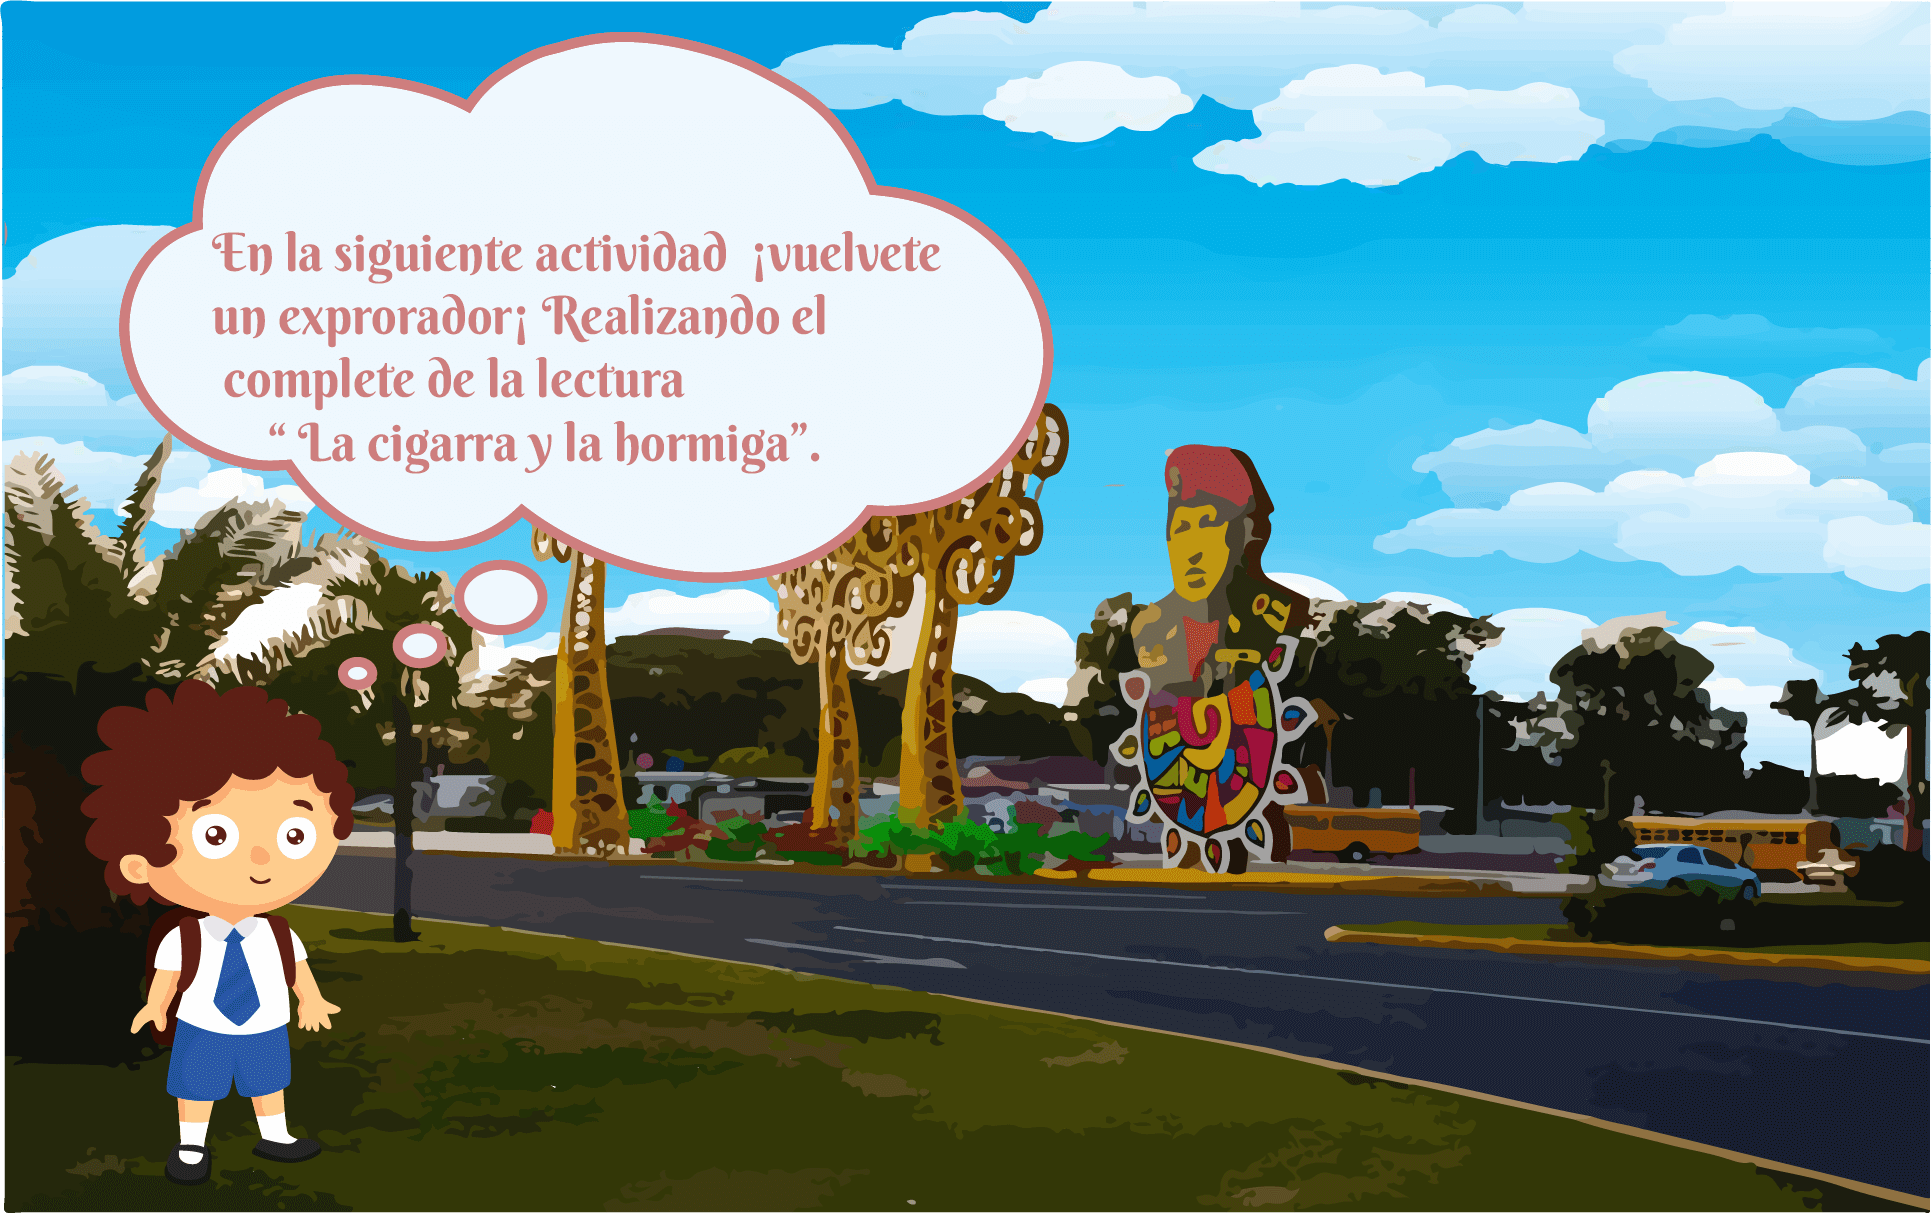 En la siguiente actividad ¡vuelvete
un exprorador¡ Realizando el
complete de la lectura
“ La cigarra y la hormiga”.